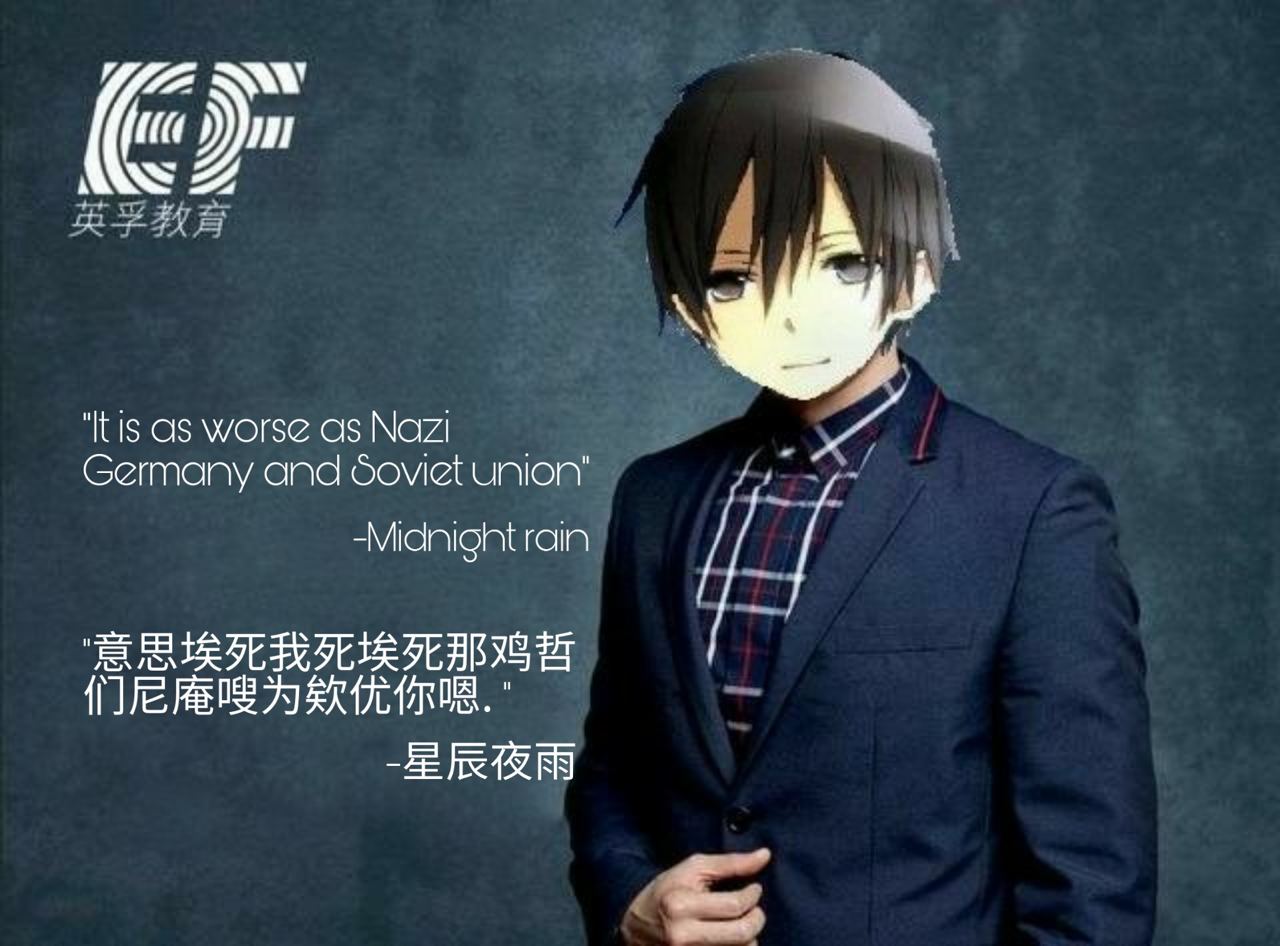 EF
英孚教育
"It is as worse as Nazi
Germany and Soviet union"
-Midnight rain
"意思埃死我死埃死那鸡哲
们尼庵嗖为欸优你嗯."
-星辰夜雨